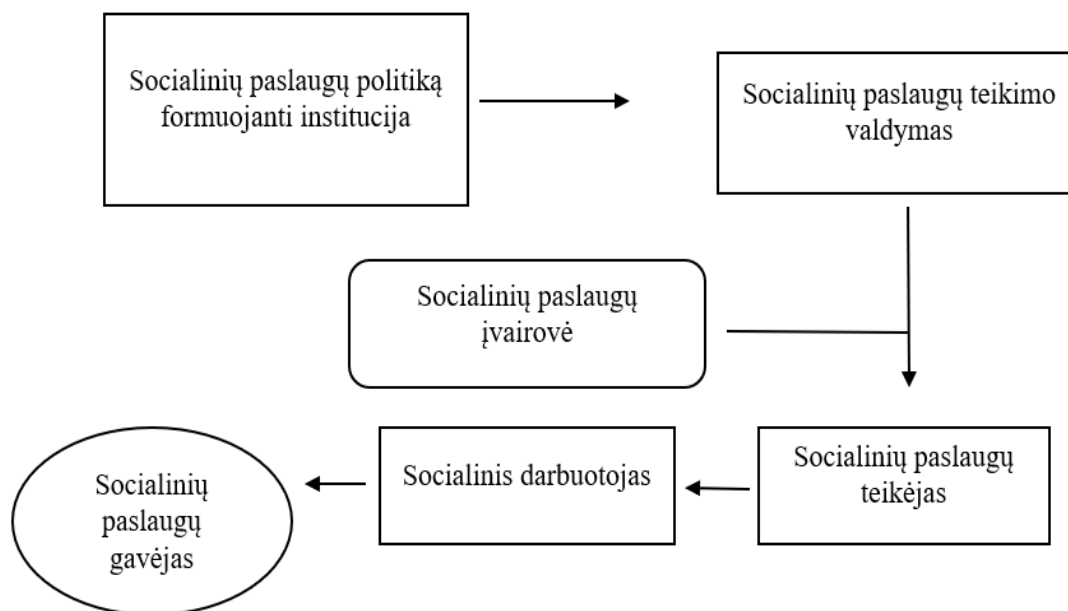 Socialinių paslaugų politiką
formuojanti institucija
Socialinių paslaugų teikimo
valdymas
Socialinių paslaugų
įvairovė
Socialinių paslaugų
teikėjas
Socialinis darbuotojas
Socialinių
paslaugų
gavėjas